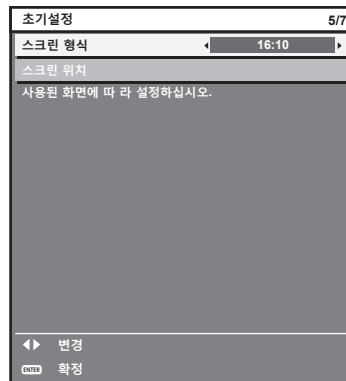 초기설정 5/7
스크린 형식 16:10
스크린 위치
사용된 화면에 따 라 설정하십시오.
변경
ENTER 확정